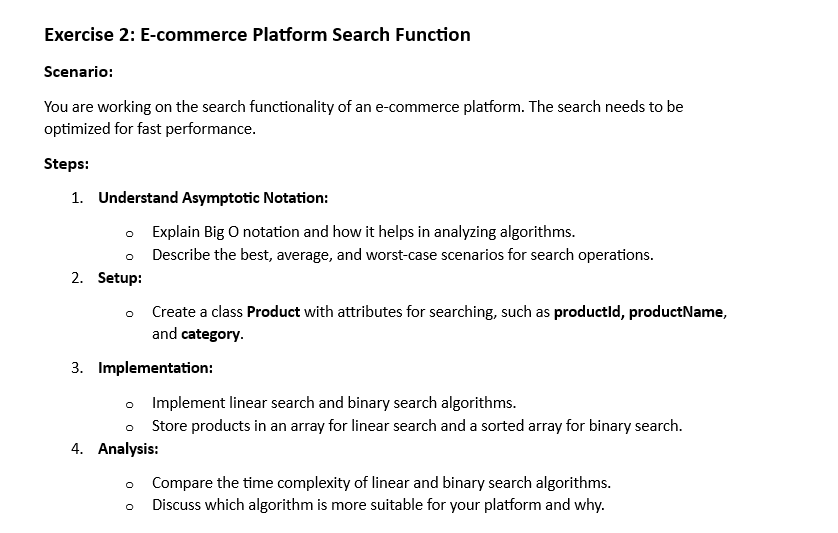 Exercise 2: E-commerce Platform Search Function
Scenario:
You are working on the search functionality of an e-commerce platform. The search needs to be
optimized for fast performance.
Steps:
1. Understand Asymptotic Notation:
o Explain Big O notation and how it helps in analyzing algorithms.
o Describe the best, average, and worst-case scenarios for search operations.
2. Setup:
o Create a class Product with attributes for searching, such as productId, productName,
and category.
3. Implementation:
o Implement linear search and binary search algorithms.
o Store products in an array for linear search and a sorted array for binary search.
4. Analysis:
o Compare the time complexity of linear and binary search algorithms.
o Discuss which algorithm is more suitable for your platform and why.